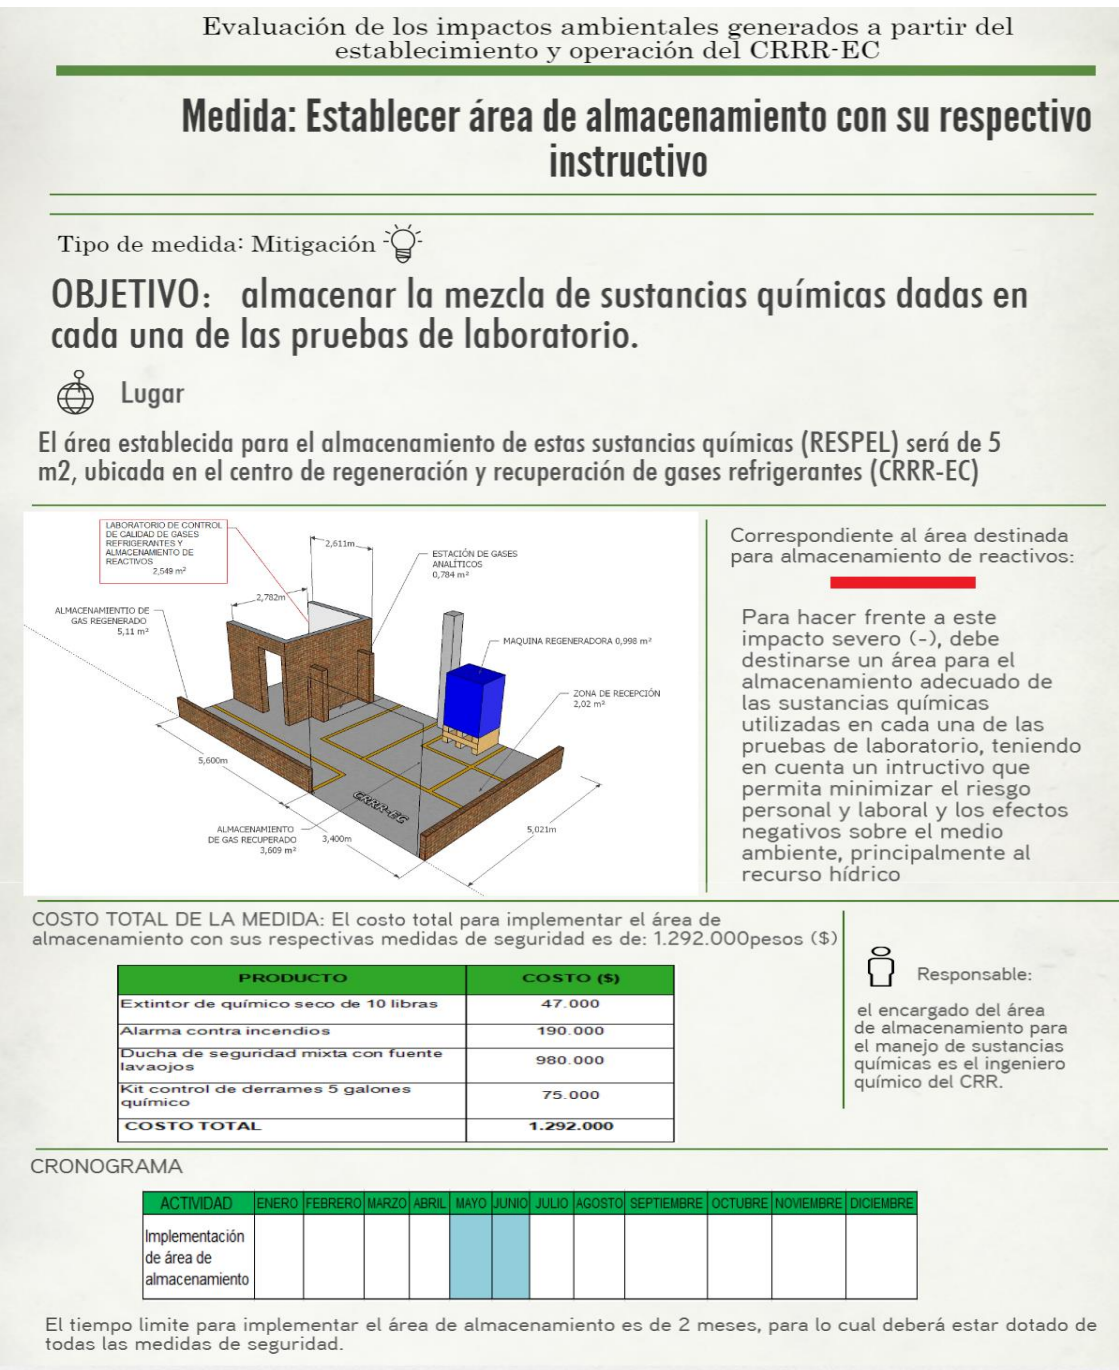 Evaluación de los impactos ambientales generados a partir del
establecimiento y operación del CRRR-EC
Medida: Establecer área de almacenamiento con su respectivo
instructivo
Tipo de medida: Mitigación
OBJETIVO: almacenar la mezcla de sustancias químicas dadas en
cada una de las pruebas de laboratorio.
Lugar
El área establecida para el almacenamiento de estas sustancias químicas (RESPEL) será de 5
m2, ubicada en el centro de regeneración y recuperación de gases refrigerantes (CRRR-EC)
LABORATORIO DE CONTROL
DE CALIDAD DE GASES
REFRIGERANTES Y
ALMACENAMIENTO DE
REACTIVOS
2,549 m²
2,611m
ESTACIÓN DE GASES
ANALÍTICOS
0,784 m²
2,782m
ALMACENAMIENTIO DE
GAS REGENERADO
5,11 m²
MAQUINA REGENERADORA 0,998 m²
ZONA DE RECEPCIÓN
2,02 m²
5,600m
CRRR-EC
ALMACENAMIENTO
DE GAS RECUPERADO
3,609 m²
3,400m
5,021m
Correspondiente al área destinada
para almacenamiento de reactivos:
Para hacer frente a este
impacto severo (-), debe
destinarse un área para el
almacenamiento adecuado de
las sustancias químicas
utilizadas en cada una de las
pruebas de laboratorio, teniendo
en cuenta un intructivo que
permita minimizar el riesgo
personal y laboral y los efectos
negativos sobre el medio
ambiente, principalmente al
recurso hídrico
COSTO TOTAL DE LA MEDIDA: El costo total para implementar el área de
almacenamiento con sus respectivas medidas de seguridad es de: 1.292.000pesos ($)
PRODUCTO COSTO ($)
Extintor de químico seco de 10 libras 47.000
Alarma contra incendios 190.000
Ducha de seguridad mixta con fuente
lavaojos 980.000
Kit control de derrames 5 galones
químico 75.000
COSTO TOTAL 1.292.000
Responsable:
el encargado del área
de almacenamiento para
el manejo de sustancias
químicas es el ingeniero
químico del CRR.
CRONOGRAMA
ACTIVIDAD ENERO FEBRERO MARZO ABRIL MAYO JUNIO JULIO AGOSTO SEPTIEMBRE OCTUBRE NOVIEMBRE DICIEMBRE
Implementación
de área de
almacenamiento
El tiempo limite para implementar el área de almacenamiento es de 2 meses, para lo cual deberá estar dotado de
todas las medidas de seguridad.